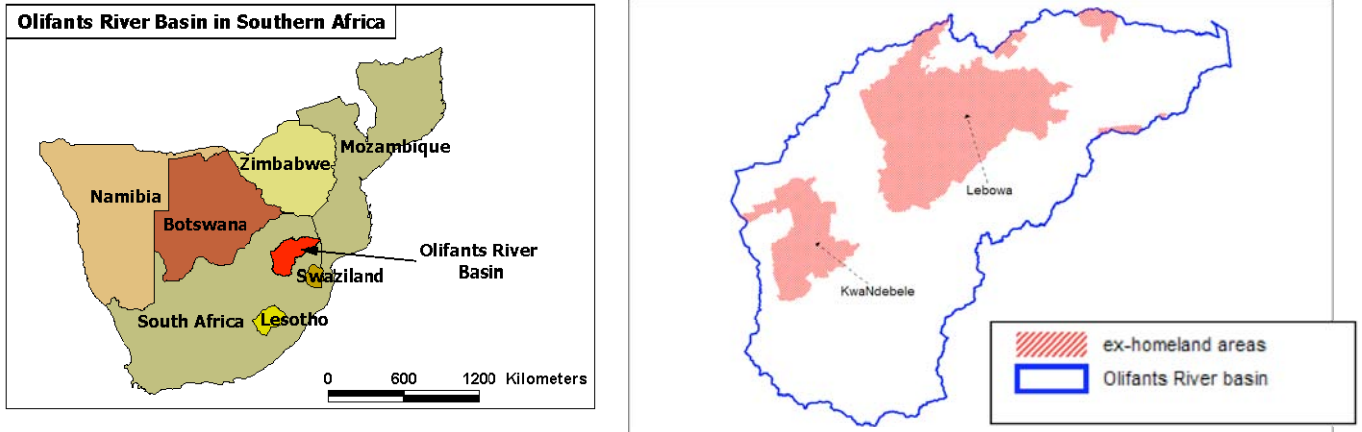 Olifants River Basin in Southern Africa
Mozambique
Zimbabwe
Namibia
Botswana
Olifants River
Basin
Swaziland
South Africa
Lesotho
0 600 1200 Kilometers
Lebowa
KwaNdebele
ex-homeland areas
Olifants River basin